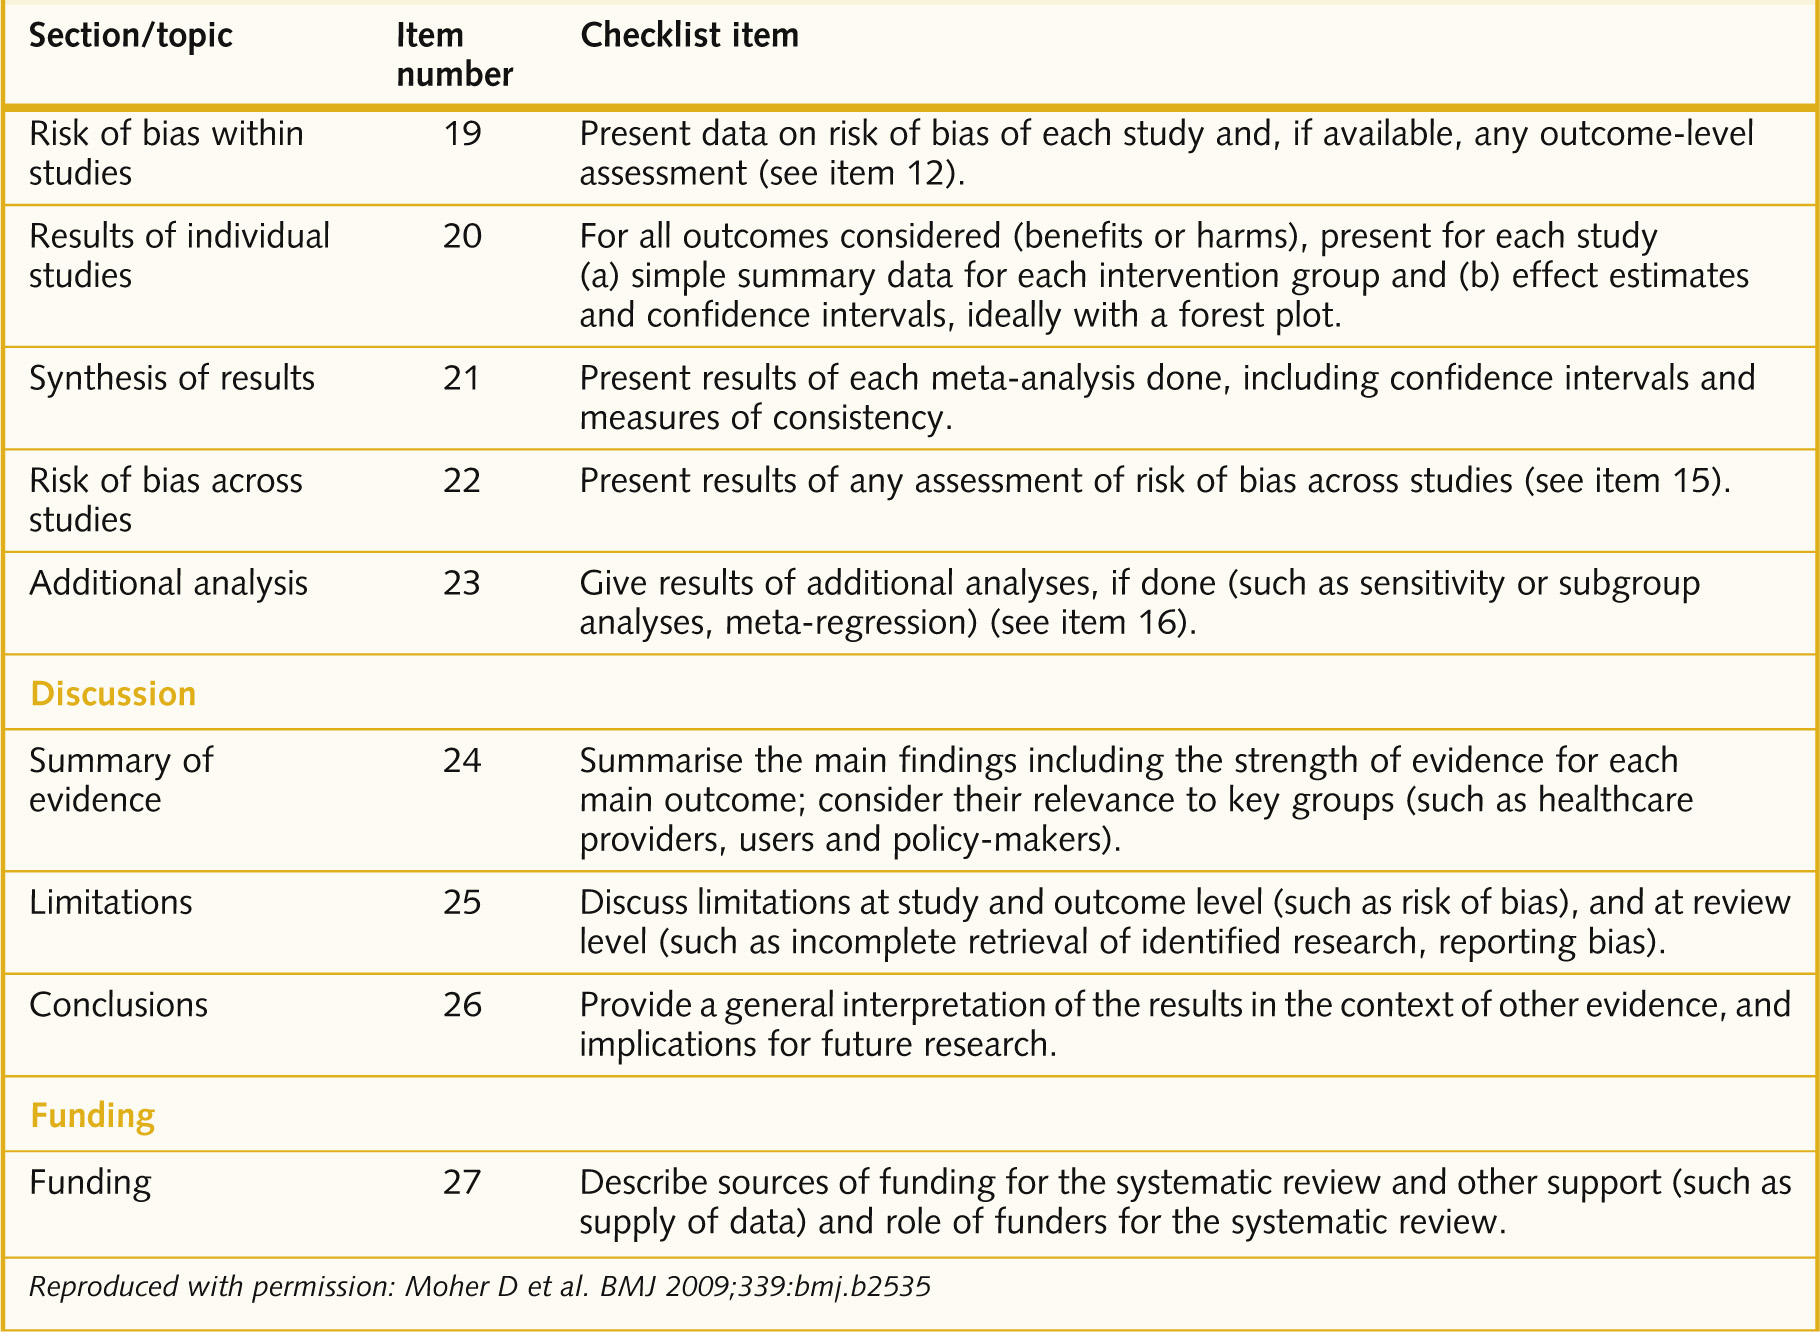 Section/topic Item Checklist item
number
Risk of bias within 19 Present data on risk of bias of each study and, if available, any outcome-level
studies assessment (see item 12).
Results of individual 20 For all outcomes considered (benefits or harms), present for each study
studies (a) simple summary data for each intervention group and (b) effect estimates
and confidence intervals, ideally with a forest plot.
Synthesis of results 21 Present results of each meta-analysis done, including confidence intervals and
measures of consistency.
Risk of bias across 22 Present results of any assessment of risk of bias across studies (see item 15).
studies
Additional analysis 23 Give results of additional analyses, if done (such as sensitivity or subgroup
analyses, meta-regression) (see item 16).
Discussion
Summary of 24 Summarise the main findings including the strength of evidence for each
evidence main outcome; consider their relevance to key groups (such as healthcare
providers, users and policy-makers).
Limitations 25 Discuss limitations at study and outcome level (such as risk of bias), and at review
level (such as incomplete retrieval of identified research, reporting bias).
Conclusions 26 Provide a general interpretation of the results in the context of other evidence, and
implications for future research.
Funding
Funding 27 Describe sources of funding for the systematic review and other support (such as
supply of data) and role of funders for the systematic review.
Reproduced with permission: Moher D et al. BMJ 2009;339:bmj.b2535